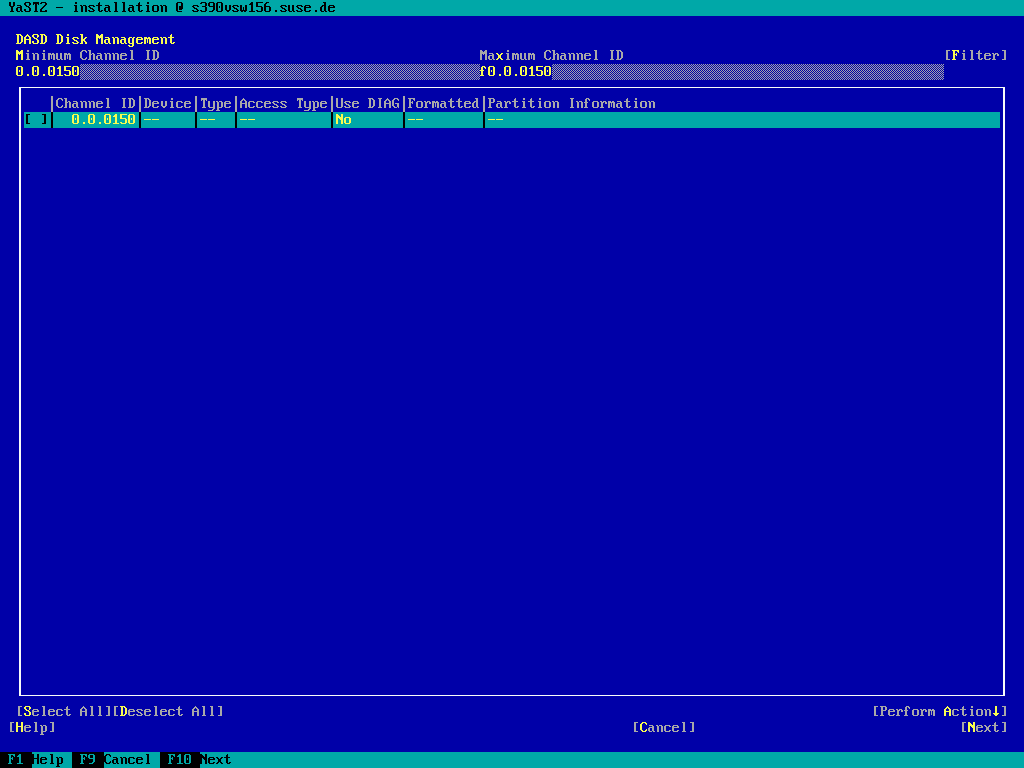 YaST2 - installation @ s390vsw156.suse.de
DASD Disk Management
Minimum Channel ID Maximum Channel ID [Filter]
0.0.0150 f0.0.0150
|Channel ID|Device|Type|Access Type|Use DIAG|Formatted|Partition Information
[ ] 0.0.0150 -- -- -- No -- --
[Select All][Deselect All] [Perform Action↓]
[Help] [Cancel] [Next]
F1 Help F9 Cancel F10 Next